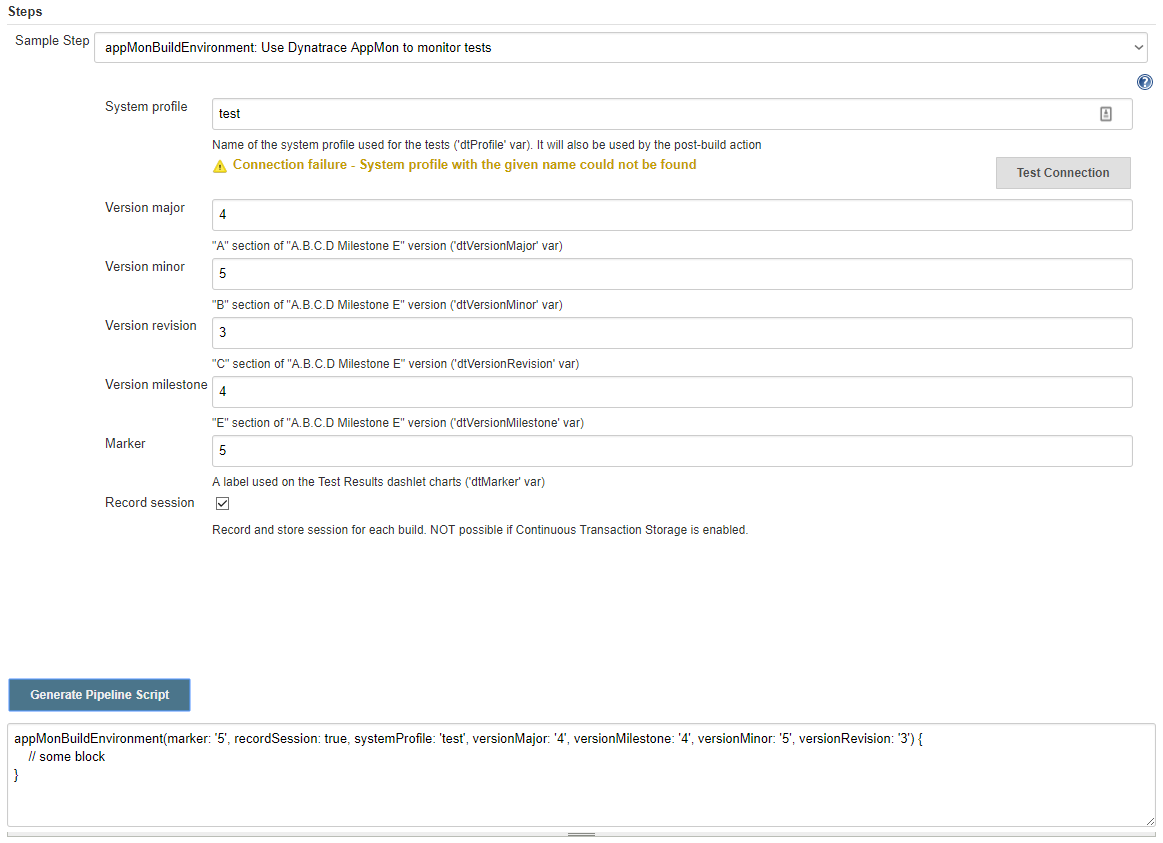 Steps
Sample Step
appMonBuildEnvironment: Use Dynatrace AppMon to monitor tests
?
System profile
test
Name of the system profile used for the tests ('dtProfile' var). It will also be used by the post-build action
Connection failure - System profile with the given name could not be found
Test Connection
Version major
4
"A" section of "A.B.C.D Milestone E" version ('dtVersionMajor' var)
Version minor
5
"B" section of "A.B.C.D Milestone E" version ('dtVersionMinor' var)
Version revision
3
"C" section of "A.B.C.D Milestone E" version ('dtVersionRevision' var)
Version milestone
4
"E" section of "A.B.C.D Milestone E" version ('dtVersionMilestone' var)
Marker
5
A label used on the Test Results dashlet charts ('dtMarker' var)
Record session
Record and store session for each build. NOT possible if Continuous Transaction Storage is enabled.
Generate Pipeline Script
appMonBuildEnvironment(marker: '5', recordSession: true, systemProfile: 'test', versionMajor: '4', versionMilestone: '4', versionMinor: '5', versionRevision: '3') {
// some block
}